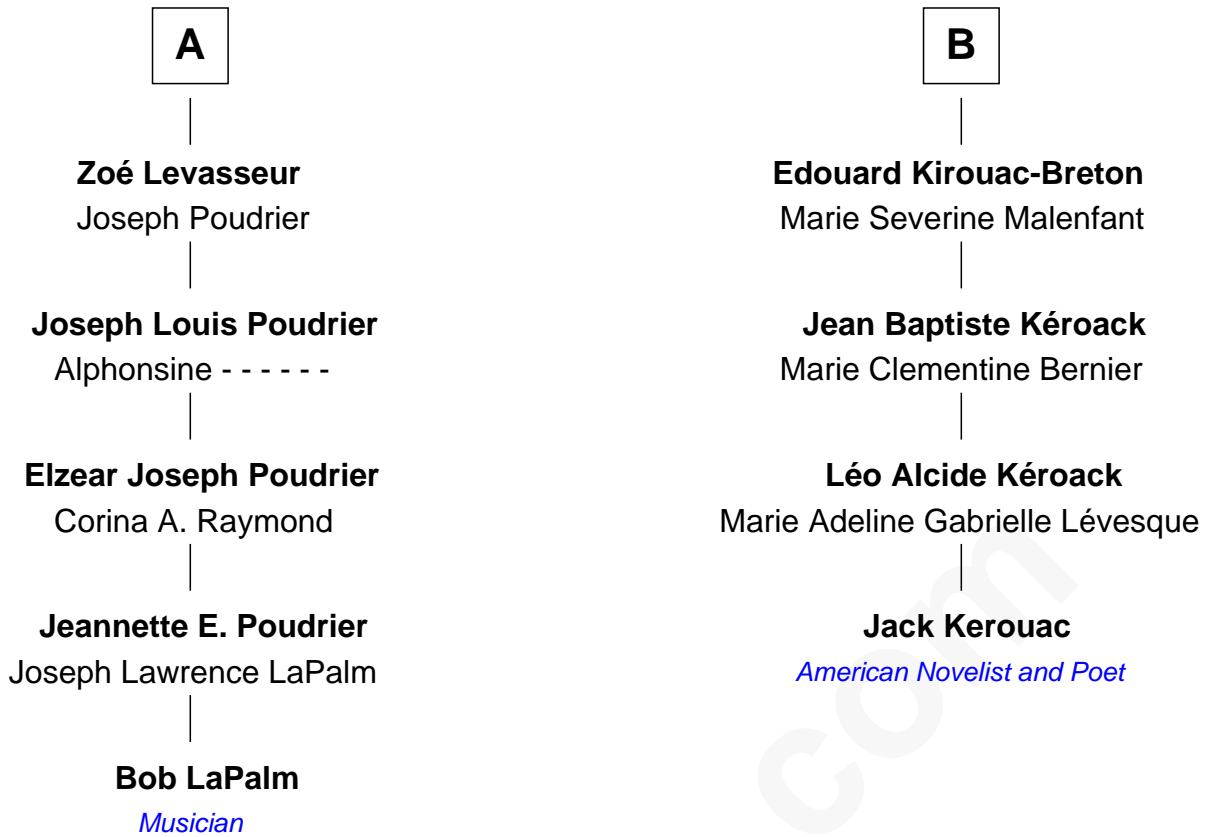 A
Zoé Levasseur
Joseph Poudrier
Joseph Louis Poudrier
Alphonsine - - - - - -
Elzear Joseph Poudrier
Corina A. Raymond
Jeannette E. Poudrier
Joseph Lawrence LaPalm
Bob LaPalm
Musician
B
Edouard Kirouac-Breton
Marie Severine Malenfant
Jean Baptiste Kéroack
Marie Clementine Bernier
Léo Alcide Kéroack
Marie Adeline Gabrielle Lévesque
Jack Kerouac
American Novelist and Poet
com